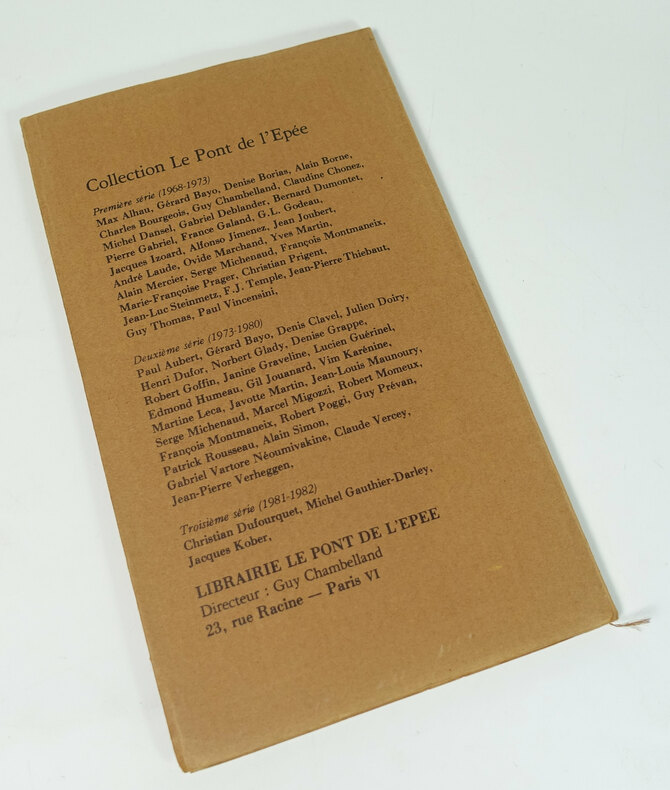 Collection Le Pont de l'Epée
Première série (1968-1973)
Max Alhau, Gérard Bayo, Denise Borias, Alain Borne,
Charles Bourgeois, Guy Chambelland, Claudine Chonez,
Michel Dansel, Gabriel Deblander, Bernard Dumontet,
Pierre Gabriel, France Galand, G.L. Godeau,
Jacques Izoard, Alfonso Jimenez, Jean Joubert,
André Laude, Ovide Marchand, Yves Martin,
Alain Mercier, Serge Michenaud, François Montmaneix,
Marie-Françoise Prager, Christian Prigent,
Jean-Luc Steinmetz, F.J. Temple, Jean-Pierre Thiebaut,
Guy Thomas, Paul Vincensini,
Deuxième série (1973-1980)
Paul Aubert, Gérard Bayo, Denis Clavel, Julien Doiry,
Henri Dufor, Norbert Glady, Denise Grappe,
Robert Goffin, Janine Graveline, Lucien Guérinel,
Edmond Humeau, Gil Jouanard, Vim Karénine,
Martine Leca, Javotte Martin, Jean-Louis Maunoury,
Serge Michenaud, Marcel Migozzi, Robert Momeux,
François Montmaneix, Robert Poggi, Guy Prévan,
Patrick Rousseau, Alain Simon,
Gabriel Vartore Néoumivakine, Claude Vercey,
Jean-Pierre Verheggen,
Troisième série (1981-1982)
Christian Dufourquet, Michel Gauthier-Darley,
Jacques Kober,
LIBRAIRIE LE PONT DE L'EPEE
Directeur : Guy Chambelland
23, rue Racine — Paris VI